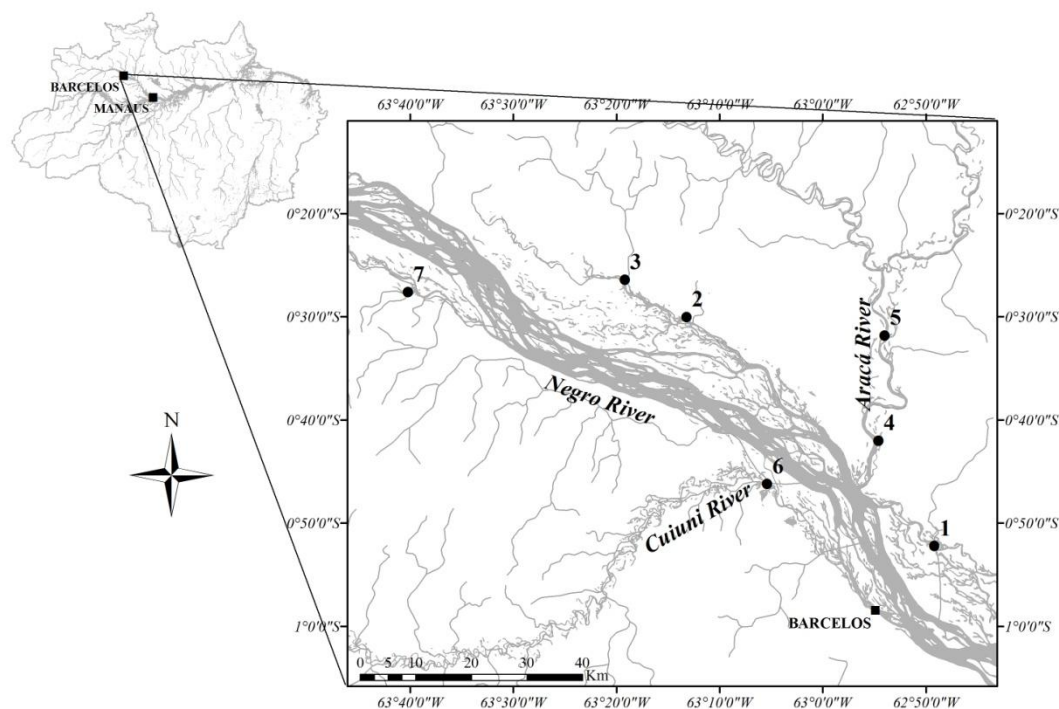 BARCELOS
MANAUS
63°40'0"W 63°30'0"W 63°20'0"W 63°10'0"W 63°0'0"W 62°50'0"W
0°20'0"S 0°20'0"S
3
7
2
0°30'0"S 0°30'0"S
5
Aracá River
Negro River
0°40'0"S 0°40'0"S
4
N
6
Cuiuni River
0°50'0"S 0°50'0"S
1
BARCELOS
1°0'0"S 1°0'0"S
0 5 10 20 30 40
Km
63°40'0"W 63°30'0"W 63°20'0"W 63°10'0"W 63°0'0"W 62°50'0"W